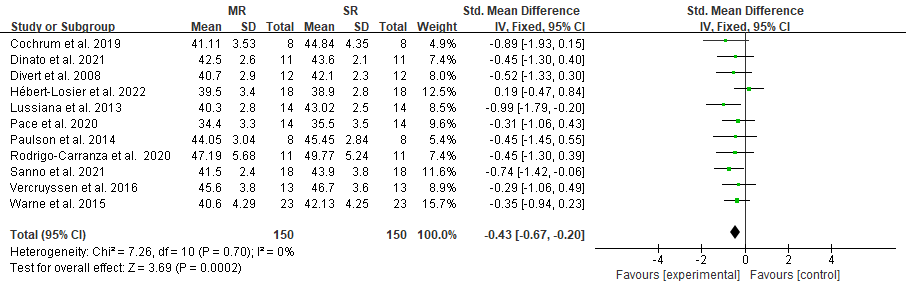 MR SR Std. Mean Difference Std. Mean Difference
Study or Subgroup Mean SD Total Mean SD Total Weight IV, Fixed, 95% CI IV, Fixed, 95% CI
Cochrum et al. 2019 41.11 3.53 8 44.84 4.35 8 4.9% -0.89 [-1.93, 0.15]
Dinato et al. 2021 42.5 2.6 11 43.6 2.1 11 7.4% -0.45 [-1.30, 0.40]
Divert et al. 2008 40.7 2.9 12 42.1 2.3 12 8.0% -0.52 [-1.33, 0.30]
Hébert-Losier et al. 2022 39.5 3.4 18 38.9 2.8 18 12.4% 0.19 [-0.47, 0.84]
Lussiana et al. 2013 40.3 2.8 14 43.02 2.5 14 8.4% -0.99 [-1.79, -0.20]
Pace et al. 2020 34.4 3.3 14 35.5 3.5 14 9.5% -0.31 [-1.06, 0.43]
Paulson et al. 2014 44.05 3.04 8 45.45 2.84 8 5.4% -0.45 [-1.45, 0.55]
Rodrigo-Carranza et al. 2020 47.19 5.68 11 49.77 5.24 11 7.4% -0.45 [-1.30, 0.39]
Sanno et al. 2021 41.5 2.4 18 43.9 3.8 18 11.6% -0.74 [-1.42, -0.06]
Vercruyssen et al. 2016 45.6 3.8 13 46.7 3.6 13 8.9% -0.29 [-1.06, 0.49]
Warne et al. 2015 40.6 4.29 23 42.13 4.25 23 15.7% -0.35 [-0.94, 0.23]
Total (95% CI) 150 150 100.0% -0.43 [-0.67, -0.20]
Heterogeneity: Chi² = 7.26, df = 10 (P = 0.70); I² = 0%
Test for overall effect: Z = 3.69 (P = 0.0002)
-4 -2 0 2 4
Favours [experimental] Favours [control]